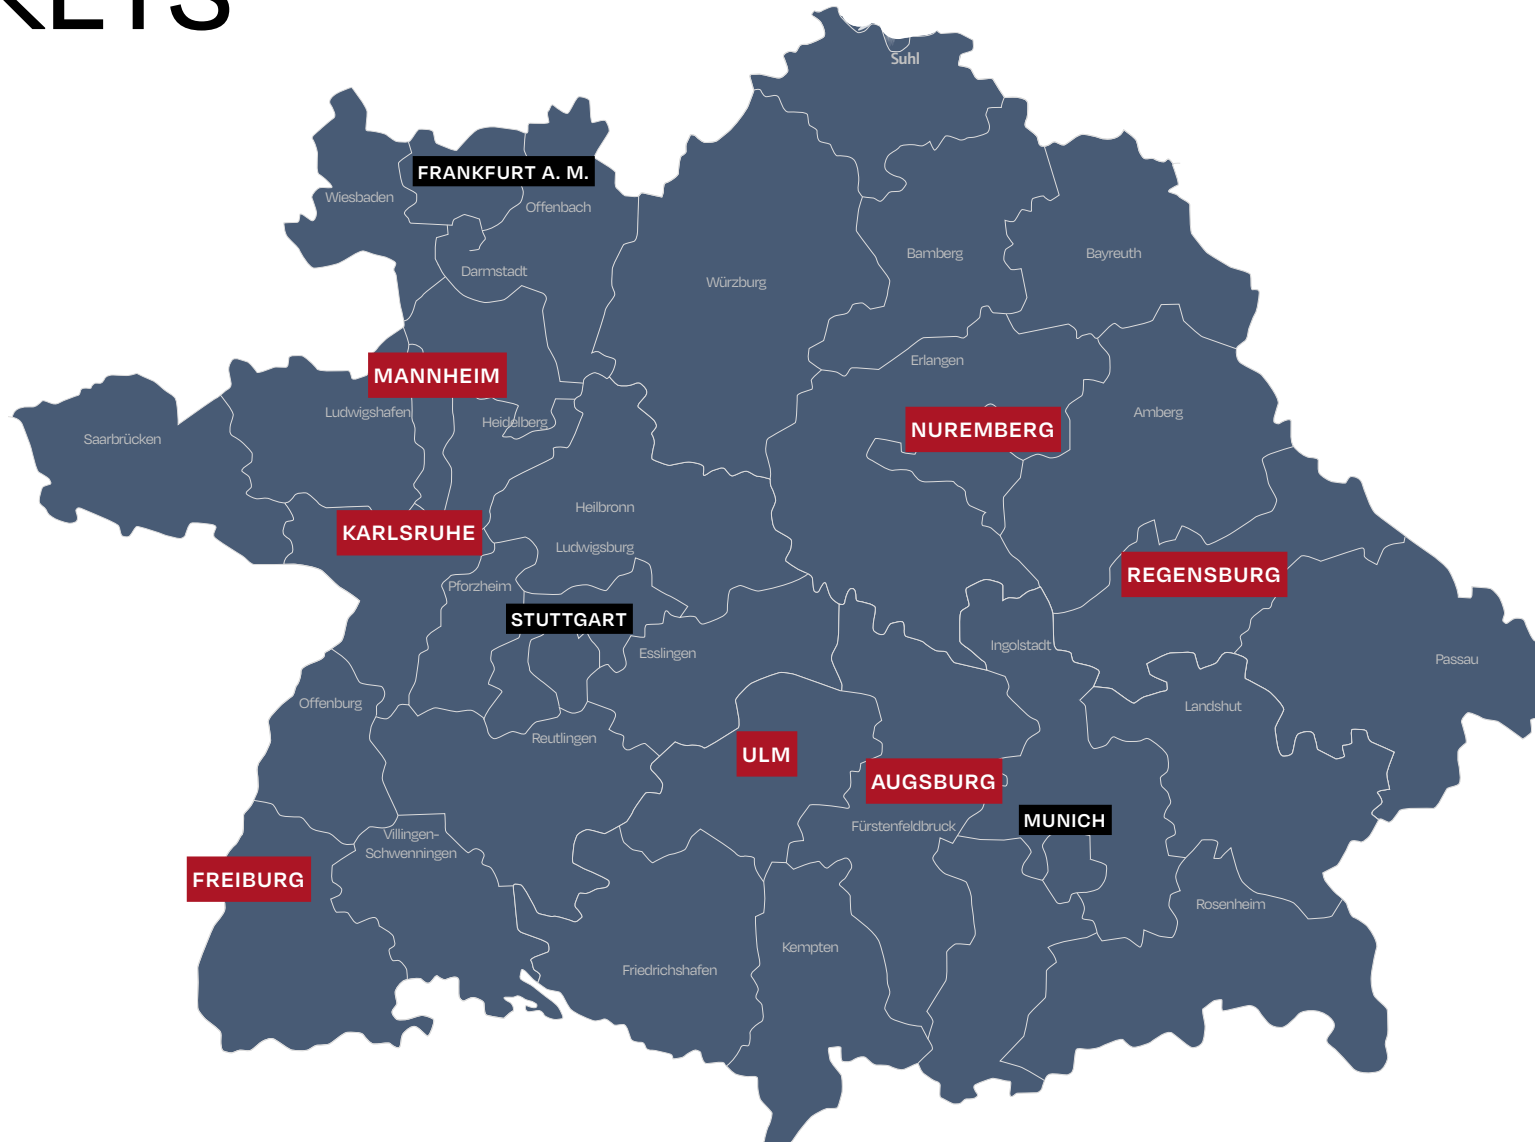 KETS
Suhl
FRANKFURT A. M.
Wiesbaden
Offenbach
Bamberg
Bayreuth
Darmstadt
Würzburg
Erlangen
MANNHEIM
Ludwigshafen
Heidelberg
Amberg
NUREMBERG
Saarbrücken
Heilbronn
KARLSRUHE
Ludwigsburg
REGENSBURG
Pforzheim
STUTTGART
Ingolstadt
Esslingen
Passau
Offenburg
Landshut
Reutlingen
ULM
AUGSBURG
MUNICH
Fürstenfeldbruck
Villingen-
Schwenningen
FREIBURG
Rosenheim
Kempten
Friedrichshafen